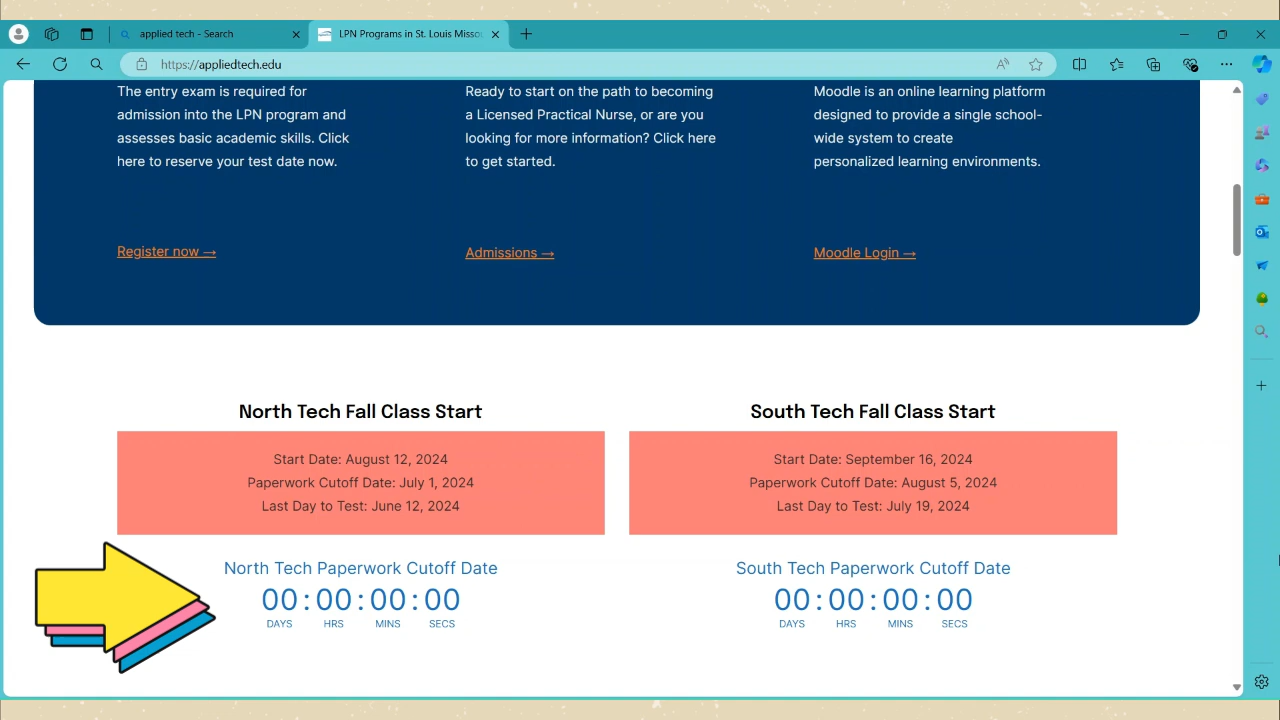 applied tech - Search
LPN Programs in St. Louis Missou
https://appliedtech.edu
The entry exam is required for
admission into the LPN program and
assesses basic academic skills. Click
here to reserve your test date now.
Register now →
Ready to start on the path to becoming
a Licensed Practical Nurse, or are you
looking for more information? Click here
to get started.
Admissions →
Moodle is an online learning platform
designed to provide a single school-
wide system to create
personalized learning environments.
Moodle Login →
North Tech Fall Class Start
Start Date: August 12, 2024
Paperwork Cutoff Date: July 1, 2024
Last Day to Test: June 12, 2024
North Tech Paperwork Cutoff Date
00 : 00 : 00 : 00
DAYS HRS MINS SECS
South Tech Fall Class Start
Start Date: September 16, 2024
Paperwork Cutoff Date: August 5, 2024
Last Day to Test: July 19, 2024
South Tech Paperwork Cutoff Date
00 : 00 : 00 : 00
DAYS HRS MINS SECS